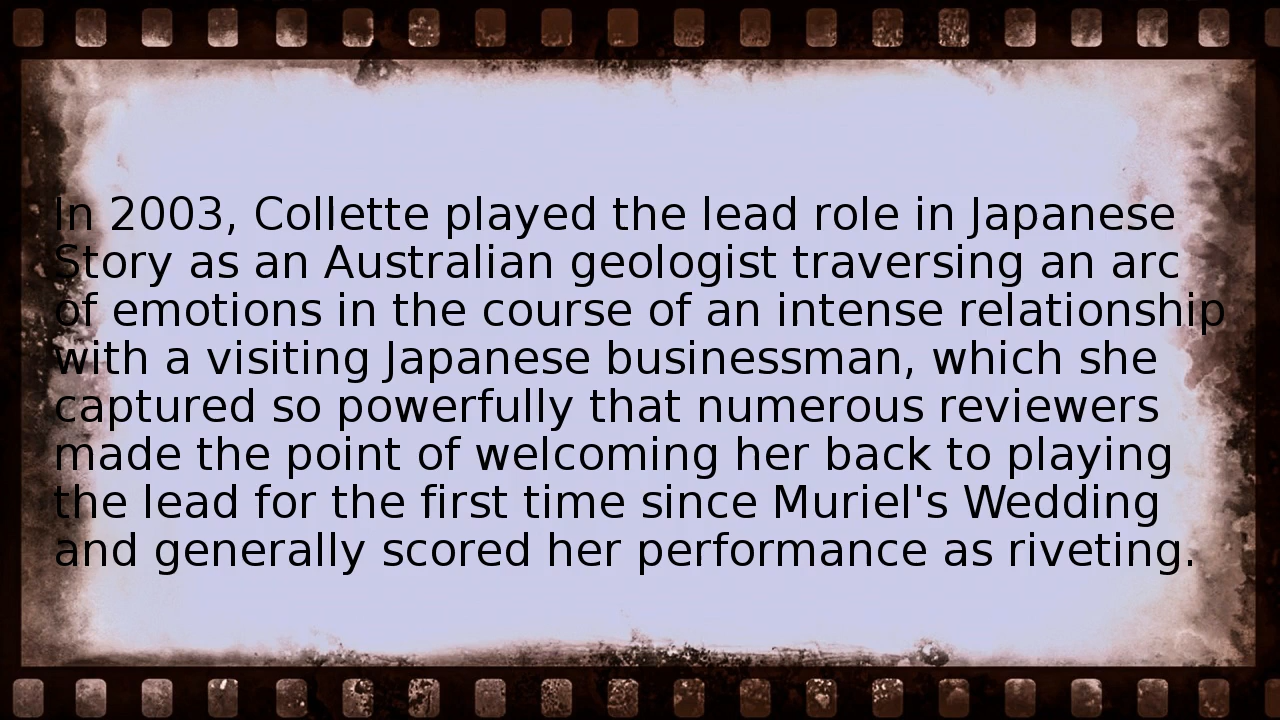 In 2003, Collette played the lead role in Japanese
Story as an Australian geologist traversing an arc
of emotions in the course of an intense relationship
with a visiting Japanese businessman, which she
captured so powerfully that numerous reviewers
made the point of welcoming her back to playing
the lead for the first time since Muriel's Wedding
and generally scored her performance as riveting.